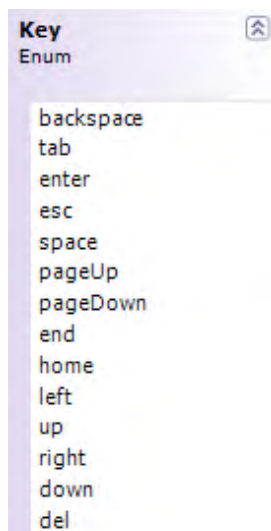 Key
Enum
backspace
tab
enter
esc
space
pageUp
pageDown
end
home
left
up
right
down
del